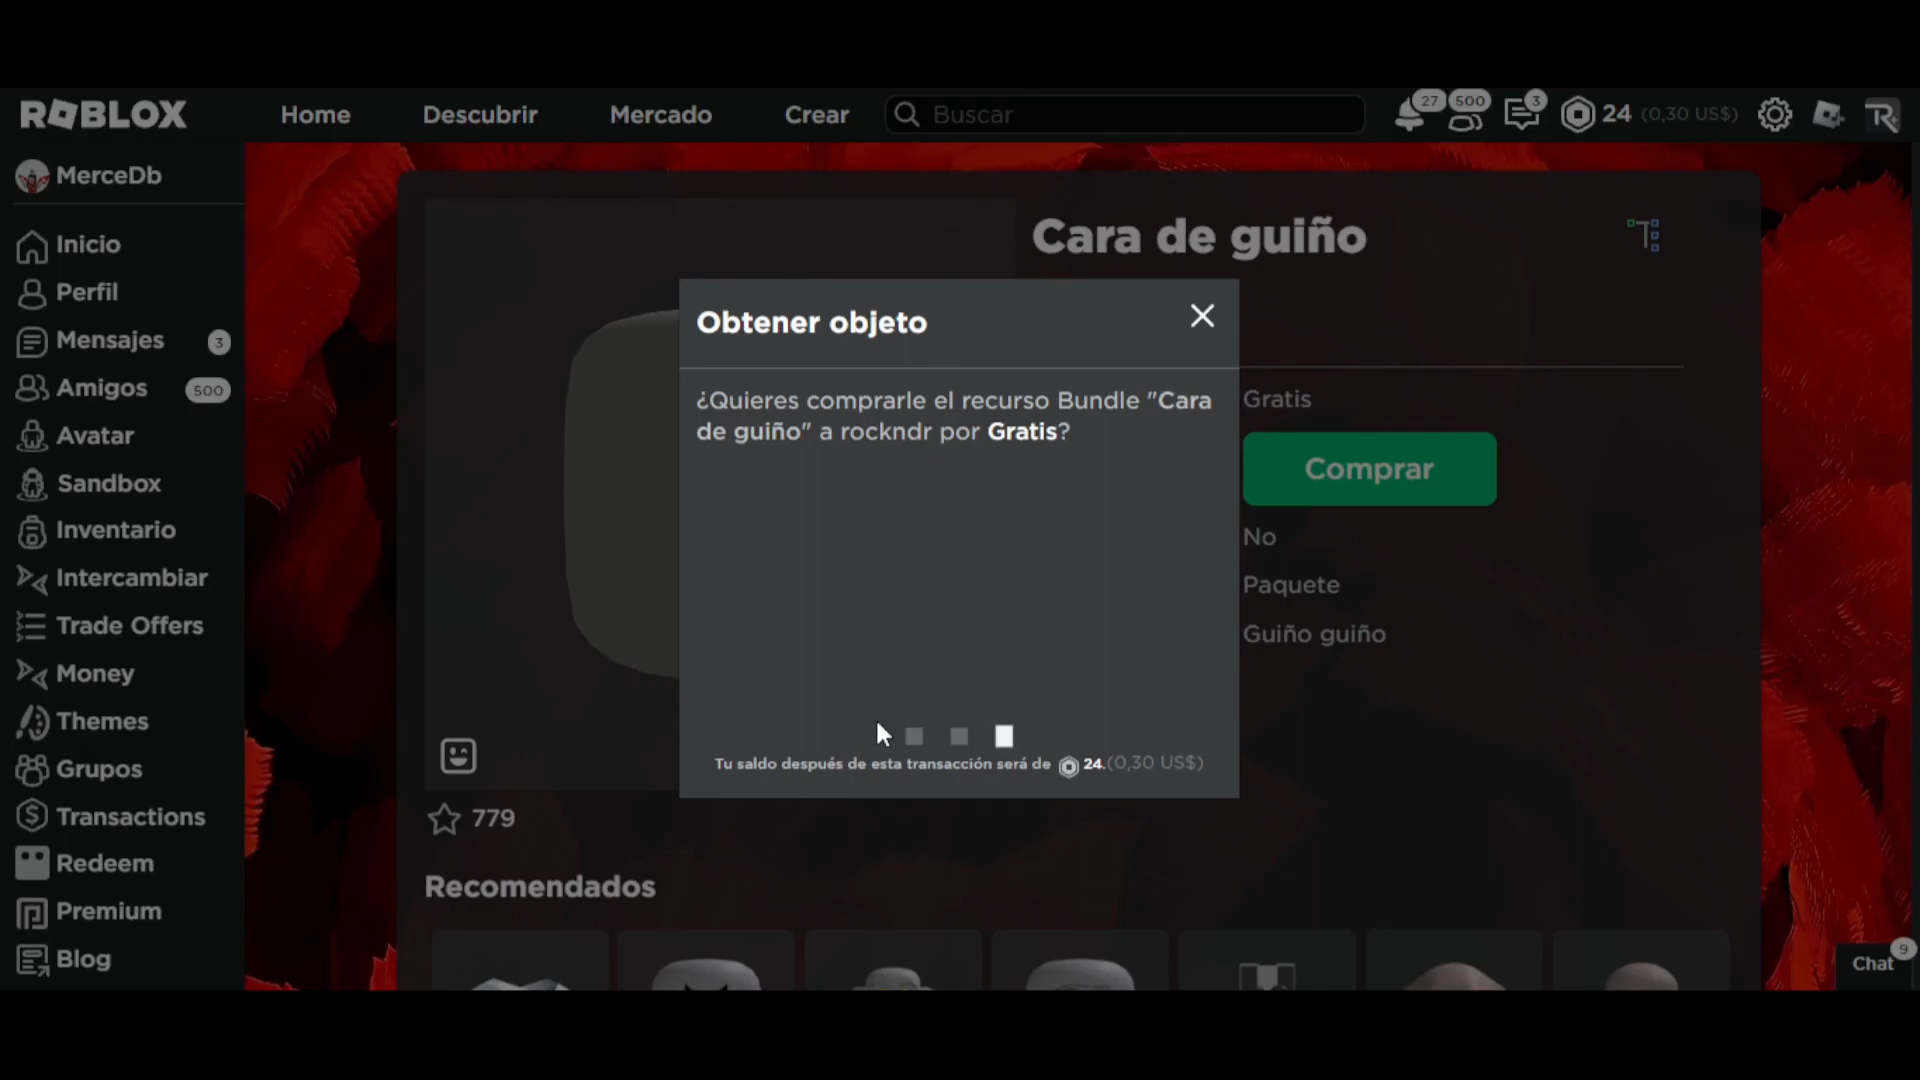 ROBLOX
Home
Descubrir
Mercado
Crear
Buscar
27
500
3
24 (0,30 US$)
MerceDb
Inicio
Perfil
Mensajes 3
Amigos 500
Avatar
Sandbox
Inventario
Intercambiar
Trade Offers
Money
Themes
Grupos
Transactions
Redeem
Premium
Blog
Cara de guiño
Obtener objeto
¿Quieres comprarle el recurso Bundle "Cara
de guiño" a rockndr por Gratis?
Tu saldo después de esta transacción será de 24.(0,30 US$)
Gratis
Comprar
No
Paquete
Guiño guiño
779
Recomendados
Chat 9